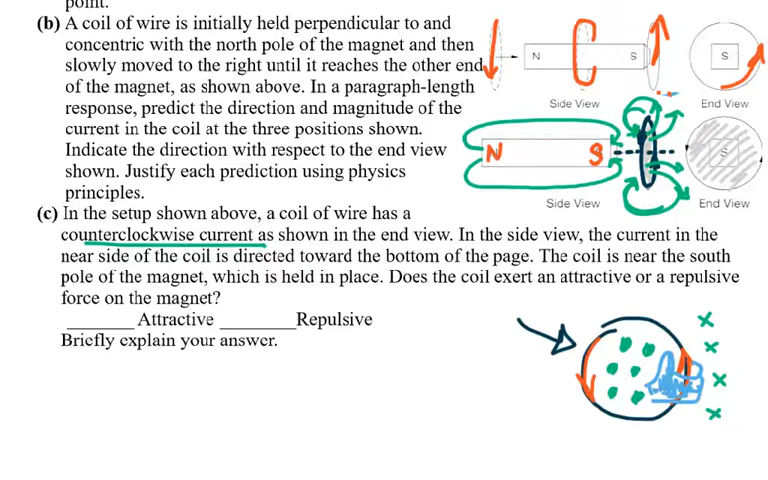 point.
(b) A coil of wire is initially held perpendicular to and
concentric with the north pole of the magnet and then
slowly moved to the right until it reaches the other end
of the magnet, as shown above. In a paragraph-length
response, predict the direction and magnitude of the
current in the coil at the three positions shown.
Indicate the direction with respect to the end view
shown. Justify each prediction using physics
principles.
N S S
Side View End View
N S S
Side View End View
(c) In the setup shown above, a coil of wire has a
counterclockwise current as shown in the end view. In the side view, the current in the
near side of the coil is directed toward the bottom of the page. The coil is near the south
pole of the magnet, which is held in place. Does the coil exert an attractive or a repulsive
force on the magnet?
_______ Attractive _________ Repulsive
Briefly explain your answer.
x
x
x
x